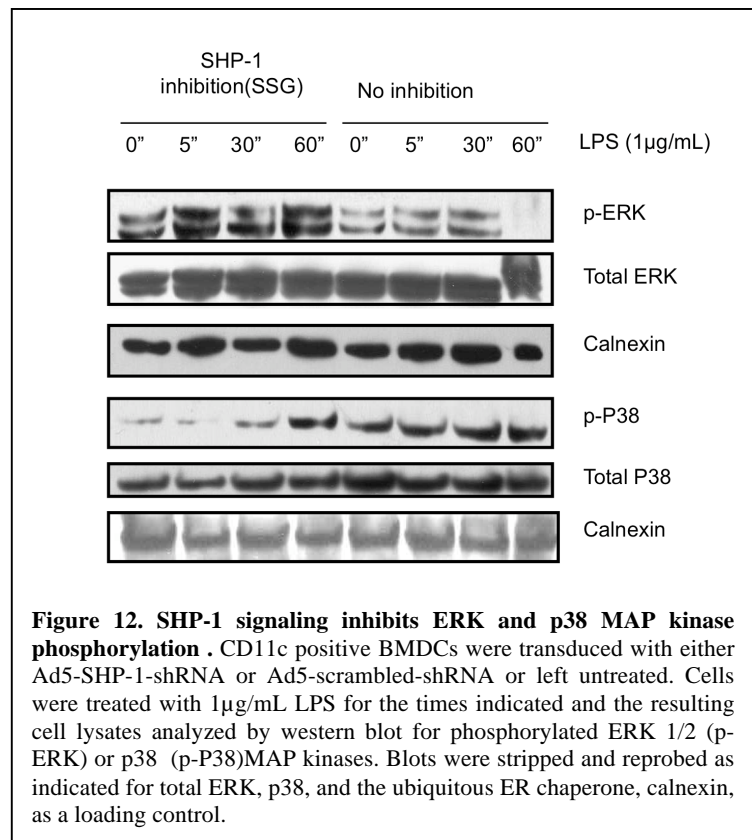 SHP-1
inhibition(SSG)
No inhibition
0” 5” 30” 60” 0” 5” 30” 60” LPS (1µg/mL)
p-ERK
Total ERK
Calnexin
p-P38
Total P38
Calnexin
Figure 12. SHP-1 signaling inhibits ERK and p38 MAP kinase
phosphorylation . CD11c positive BMDCs were transduced with either
Ad5-SHP-1-shRNA or Ad5-scrambled-shRNA or left untreated. Cells
were treated with 1µg/mL LPS for the times indicated and the resulting
cell lysates analyzed by western blot for phosphorylated ERK 1/2 (p-
ERK) or p38 (p-P38)MAP kinases. Blots were stripped and reprobed as
indicated for total ERK, p38, and the ubiquitous ER chaperone, calnexin,
as a loading control.